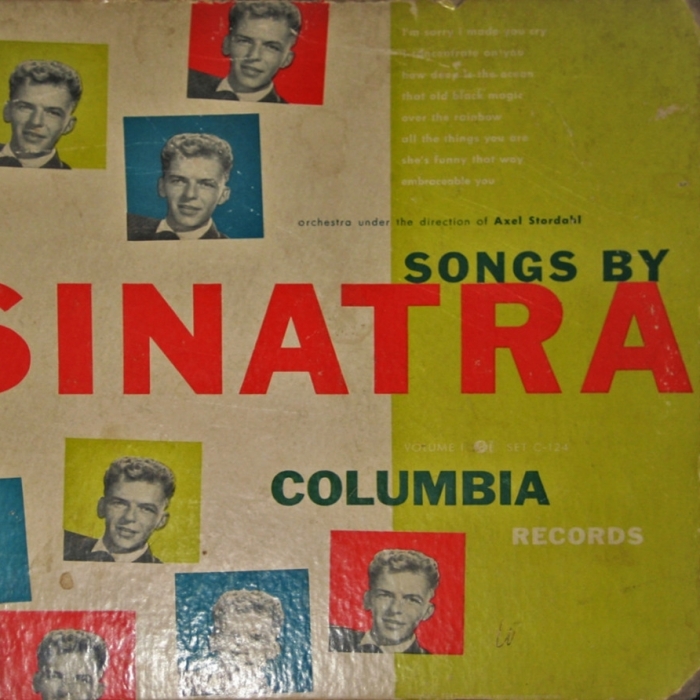 i'm sorry i made you cry
i concentrate on you
how deep is the ocean
that old black magic
over the rainbow
all the things you are
she's funny that way
embraceable you
orchestra under the direction of Axel Stordahl
SONGS BY
SINATRA
VOLUME I SET C-124
COLUMBIA
RECORDS